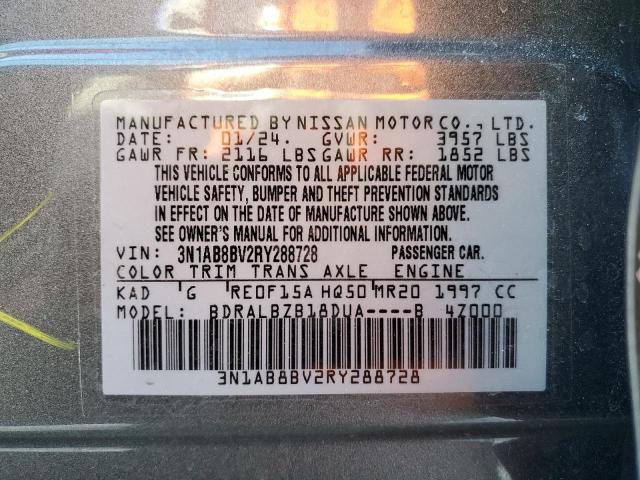 MANUFACTURED BY NISSAN MOTOR CO., LTD.
DATE: 01/24. GVWR: 3957 LBS
GAWR FR: 2116 LBS GAWR RR: 1852 LBS
THIS VEHICLE CONFORMS TO ALL APPLICABLE FEDERAL MOTOR
VEHICLE SAFETY, BUMPER AND THEFT PREVENTION STANDARDS
IN EFFECT ON THE DATE OF MANUFACTURE SHOWN ABOVE.
SEE OWNER'S MANUAL FOR ADDITIONAL INFORMATION.
VIN: 3N1AB8BV2RY288728 PASSENGER CAR.
COLOR TRIM TRANS AXLE ENGINE
KAD G RE0F15A HQ50 MR20 1997 CC
MODEL: BDRALBZB18DUA----B 4Z000
3N1AB8BV2RY288728